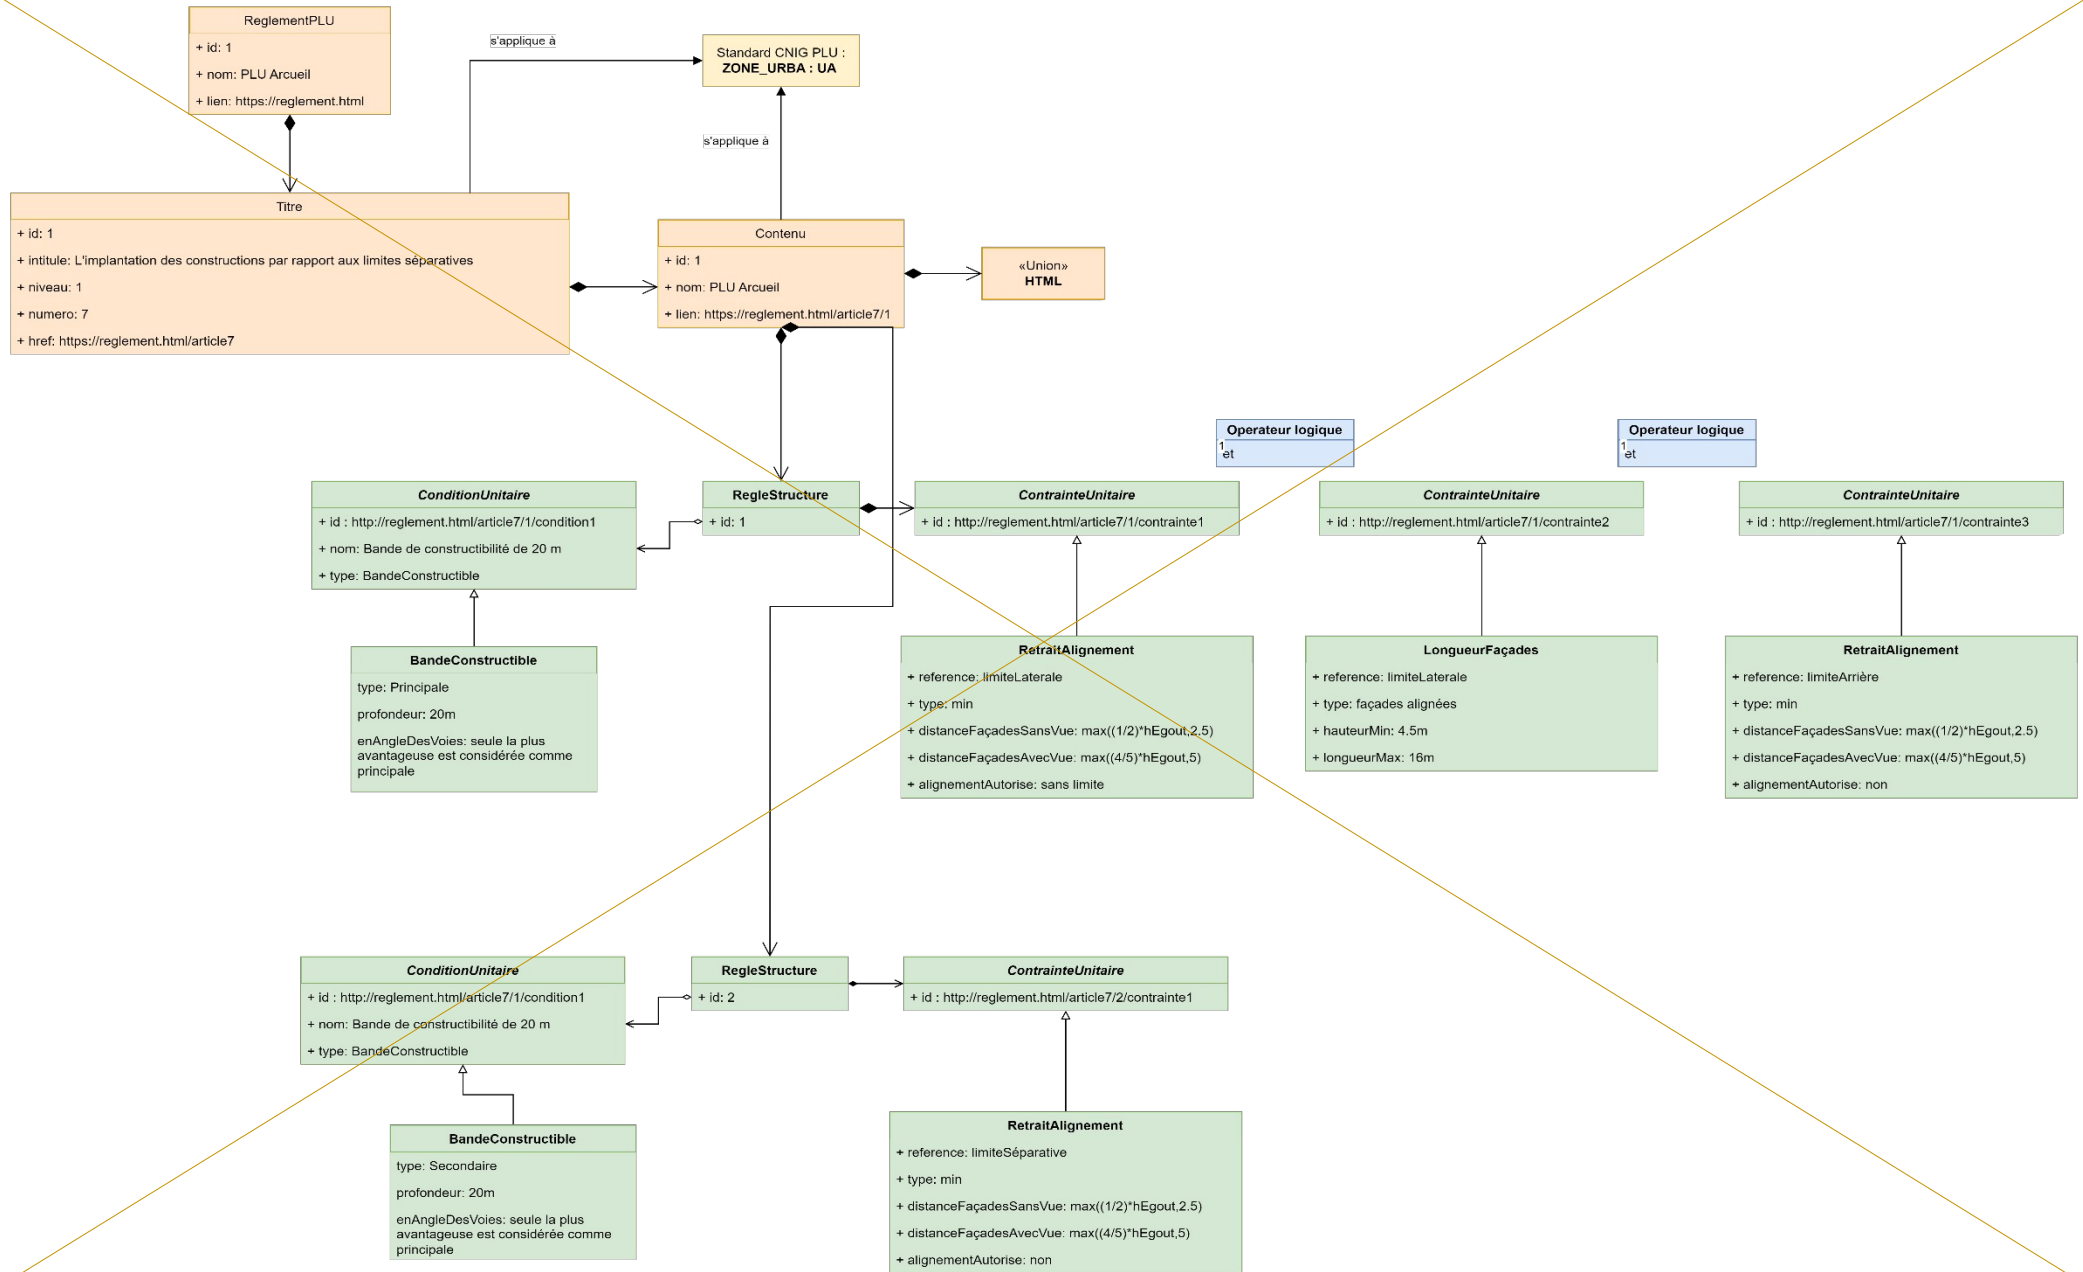 ReglementPLU
+ id: 1
+ nom: PLU Arcueil
+ lien: https://reglement.html
s'applique à
Standard CNIG PLU :
ZONE_URBA : UA
s'applique à
Titre
+ id: 1
+ intitule: L'implantation des constructions par rapport aux limites séparatives
+ niveau: 1
+ numero: 7
+ href: https://reglement.html/article7
Contenu
+ id: 1
+ nom: PLU Arcueil
+ lien: https://reglement.html/article7/1
«Union»
HTML
Operateur logique
1
et
Operateur logique
1
et
ConditionUnitaire
+ id : http://reglement.html/article7/1/condition1
+ nom: Bande de constructibilité de 20 m
+ type: BandeConstructible
RegleStructure
+ id: 1
ContrainteUnitaire
+ id : http://reglement.html/article7/1/contrainte1
ContrainteUnitaire
+ id : http://reglement.html/article7/1/contrainte2
ContrainteUnitaire
+ id : http://reglement.html/article7/1/contrainte3
BandeConstructible
type: Principale
profondeur: 20m
enAngleDesVoies: seule la plus
avantageuse est considérée comme
principale
RetraitAlignement
+ reference: limiteLaterale
+ type: min
+ distanceFaçadesSansVue: max((1/2)*hEgout,2.5)
+ distanceFaçadesAvecVue: max((4/5)*hEgout,5)
+ alignementAutorise: sans limite
LongueurFaçades
+ reference: limiteLaterale
+ type: façades alignées
+ hauteurMin: 4.5m
+ longueurMax: 16m
RetraitAlignement
+ reference: limiteArrière
+ type: min
+ distanceFaçadesSansVue: max((1/2)*hEgout,2.5)
+ distanceFaçadesAvecVue: max((4/5)*hEgout,5)
+ alignementAutorise: non
ConditionUnitaire
+ id : http://reglement.html/article7/1/condition1
+ nom: Bande de constructibilité de 20 m
+ type: BandeConstructible
RegleStructure
+ id: 2
ContrainteUnitaire
+ id : http://reglement.html/article7/2/contrainte1
BandeConstructible
type: Secondaire
profondeur: 20m
enAngleDesVoies: seule la plus
avantageuse est considérée comme
principale
RetraitAlignement
+ reference: limiteSéparative
+ type: min
+ distanceFaçadesSansVue: max((1/2)*hEgout,2.5)
+ distanceFaçadesAvecVue: max((4/5)*hEgout,5)
+ alignementAutorise: non